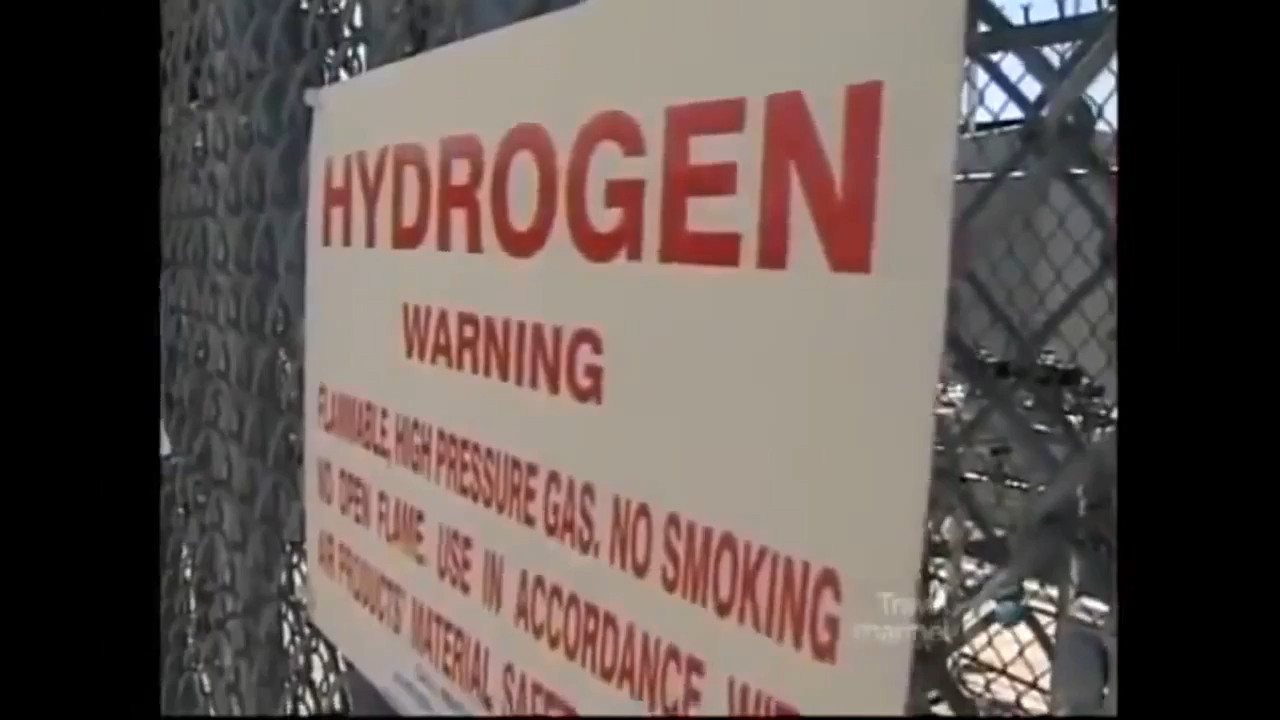 HYDROGEN
WARNING
FLAMMABLE, HIGH PRESSURE GAS. NO SMOKING
NO OPEN FLAME. USE IN ACCORDANCE
AIR PRODUCTS' MATERIAL